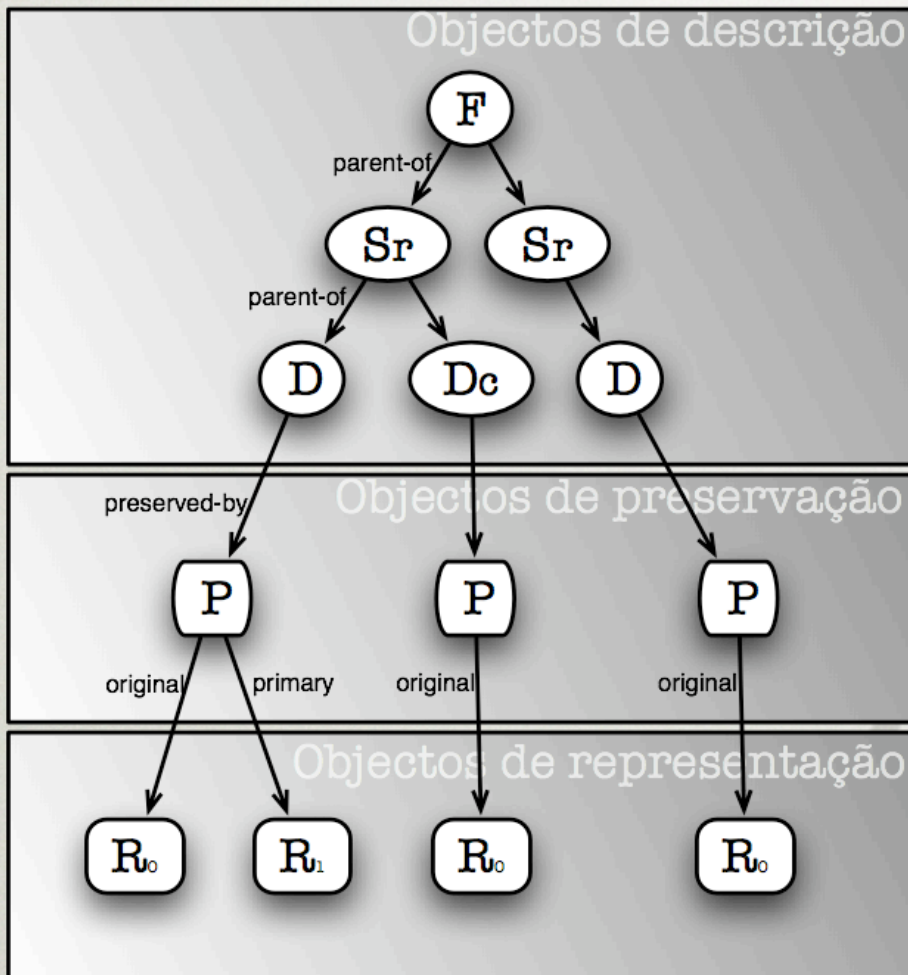 Objectos de descrição
F
parent-of
Sr
Sr
parent-of
D
Dc
D
Objectos de preservação
preserved-by
P
P
P
original
primary
original
original
Objectos de representação
R0
R1
R0
R0